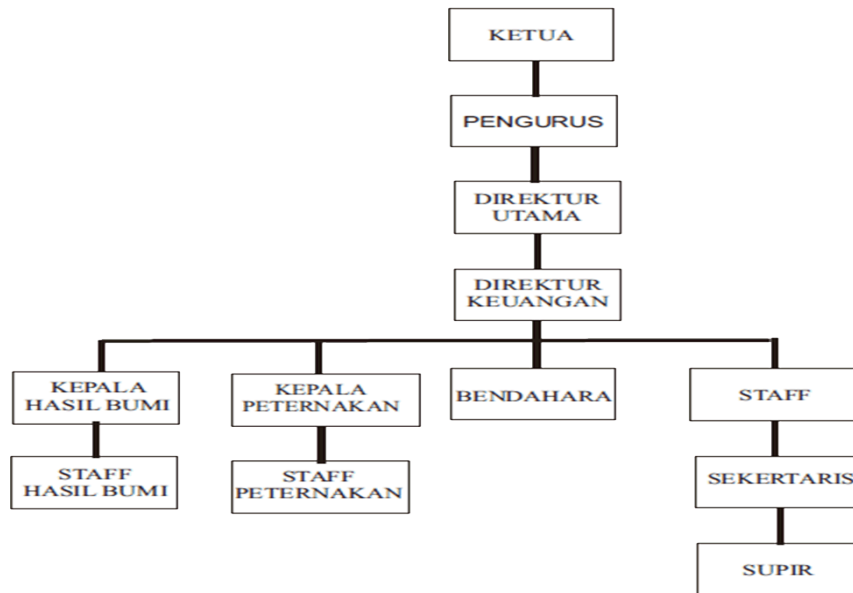 KETUA
PENGURUS
DIREKTUR
UTAMA
DIREKTUR
KEUANGAN
KEPALA
HASIL BUMI
KEPALA
PETERNAKAN
BENDAHARA
STAFF
STAFF
HASIL BUMI
STAFF
PETERNAKAN
SEKERTARIS
SUPIR